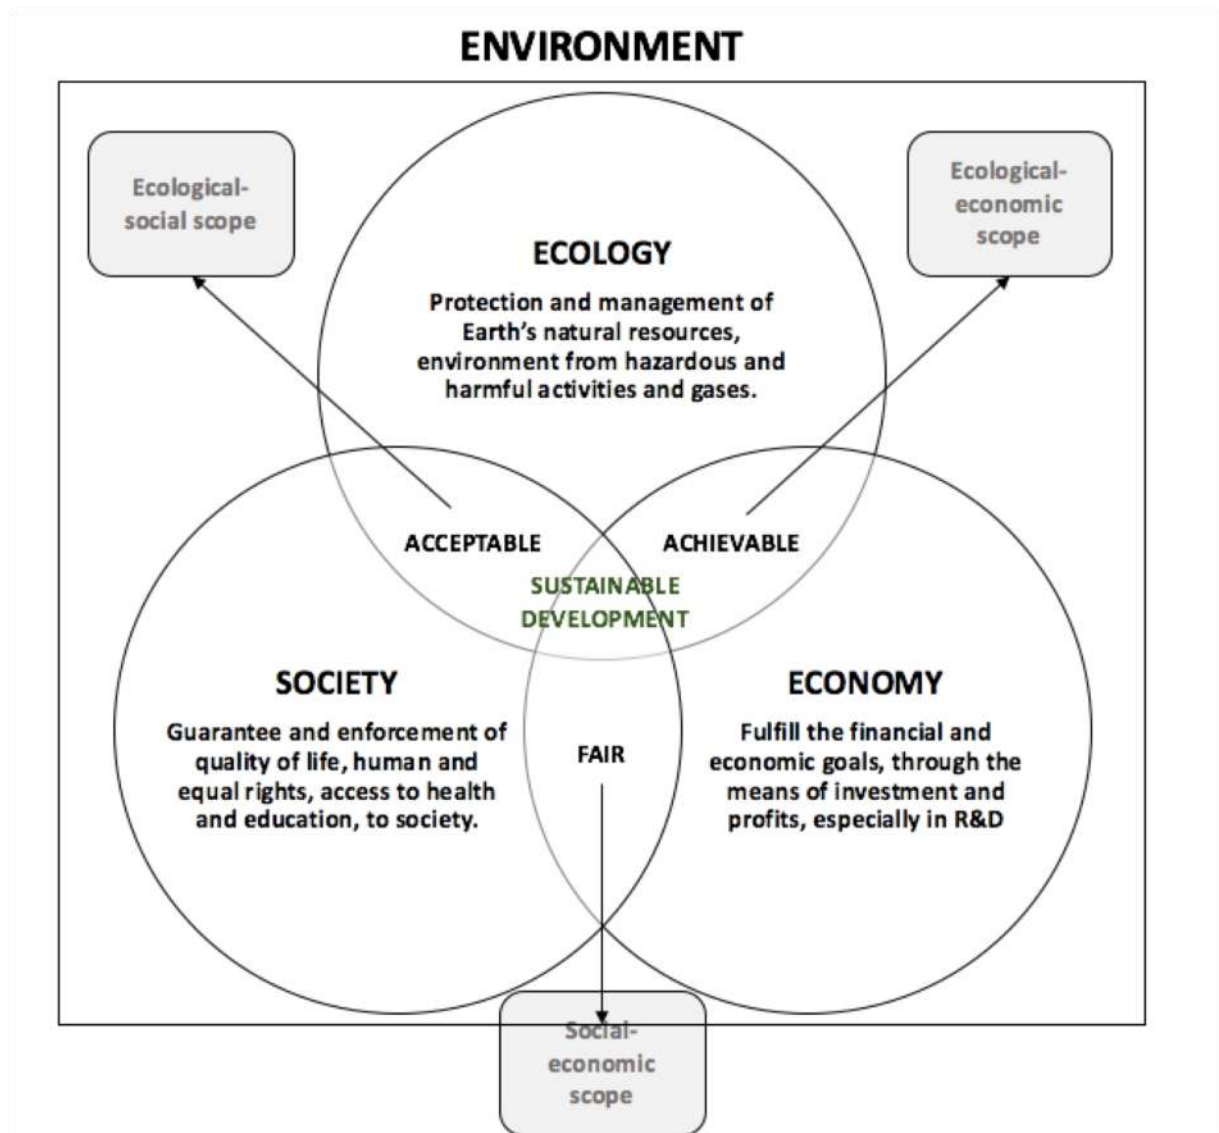 ENVIRONMENT
Ecological-
social scope
Ecological-
economic
scope
ECOLOGY
Protection and management of
Earth's natural resources,
environment from hazardous and
harmful activities and gases.
ACCEPTABLE
ACHIEVABLE
SUSTAINABLE
DEVELOPMENT
SOCIETY
Guarantee and enforcement of
quality of life, human and
equal rights, access to health
and education, to society.
ECONOMY
Fulfill the financial and
economic goals, through the
means of investment and
profits, especially in R&D
FAIR
Social-
economic
scope